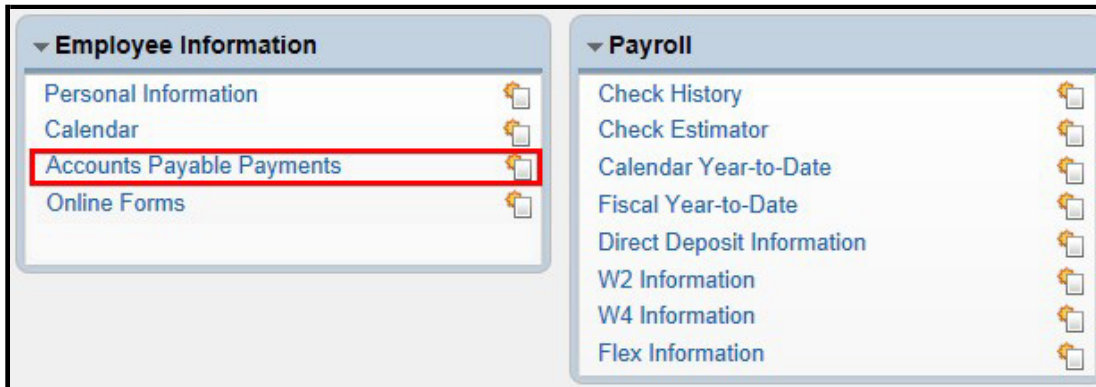 Employee Information
Personal Information
Calendar
Accounts Payable Payments
Online Forms
Payroll
Check History
Check Estimator
Calendar Year-to-Date
Fiscal Year-to-Date
Direct Deposit Information
W2 Information
W4 Information
Flex Information